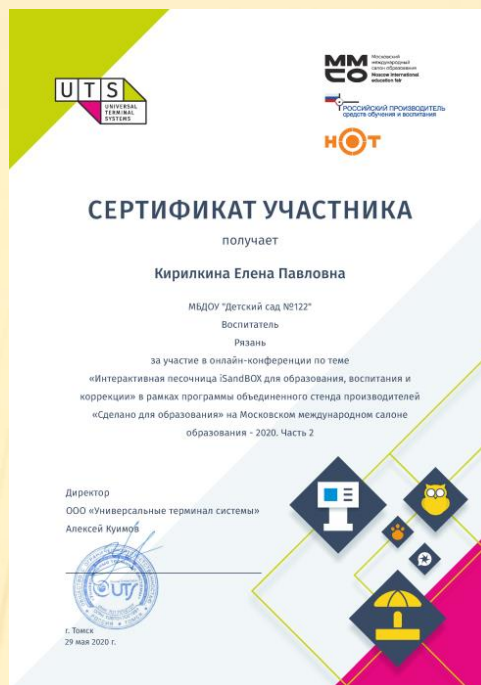 UTS
UNIVERSAL
TERMINAL
SYSTEMS
ММ
СО
Московский
международный
салон образования
Moscow international
education fair
РОССИЙСКИЙ ПРОИЗВОДИТЕЛЬ
средств обучения и воспитания
НОТ
СЕРТИФИКАТ УЧАСТНИКА
получает
Кирилкина Елена Павловна
МБДОУ "Детский сад №122"
Воспитатель
Рязань
за участие в онлайн-конференции по теме
«Интерактивная песочница iSandBOX для образования, воспитания и
коррекции» в рамках программы объединенного стенда производителей
«Сделано для образования» на Московском международном салоне
образования - 2020. Часть 2
Директор
ООО «Универсальные терминал системы»
Алексей Куимов
UTS
г. Томск
29 мая 2020 г.